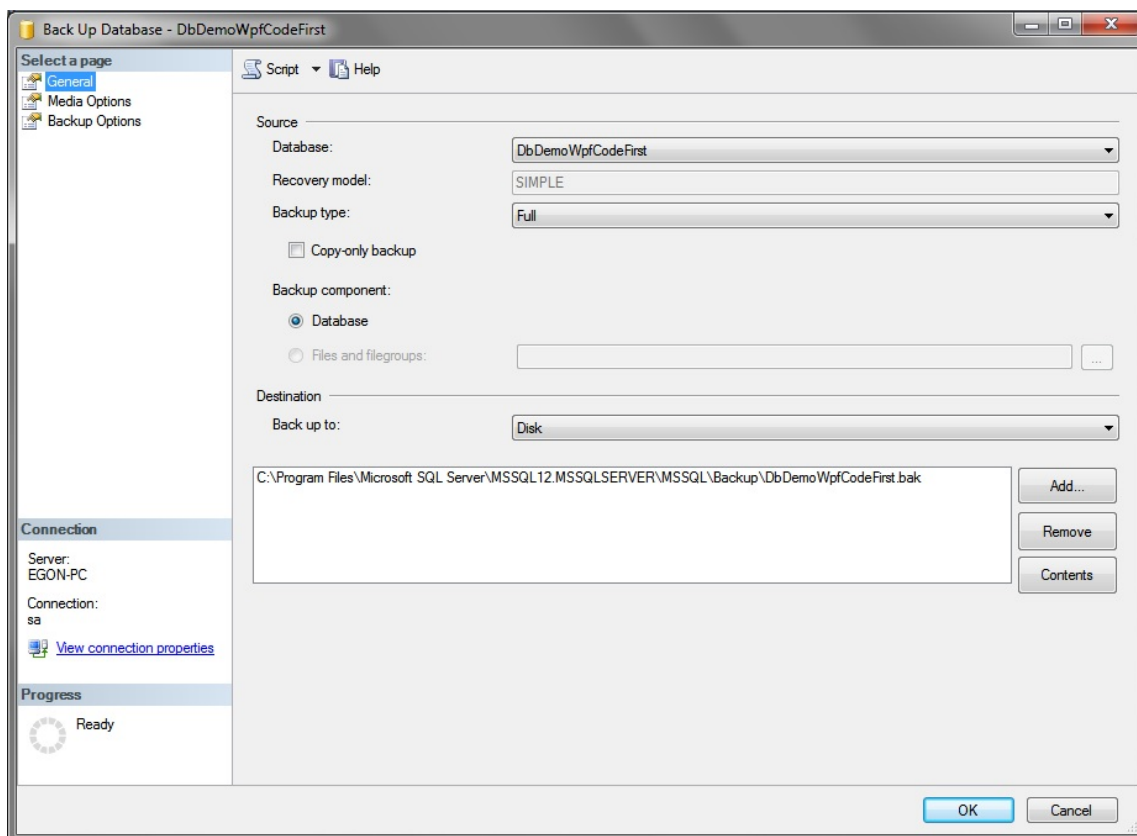 Back Up Database - DbDemoWpfCodeFirst
Select a page
General
Media Options
Backup Options
Script
Help
Source
Database:
DbDemoWpfCodeFirst
Recovery model:
SIMPLE
Backup type:
Full
Copy-only backup
Backup component:
Database
Files and filegroups:
...
Destination
Back up to:
Disk
C:\Program Files\Microsoft SQL Server\MSSQL12.MSSQLSERVER\MSSQL\Backup\DbDemoWpfCodeFirst.bak
Add...
Remove
Contents
Connection
Server:
EGON-PC
Connection:
sa
View connection properties
Progress
Ready
OK
Cancel